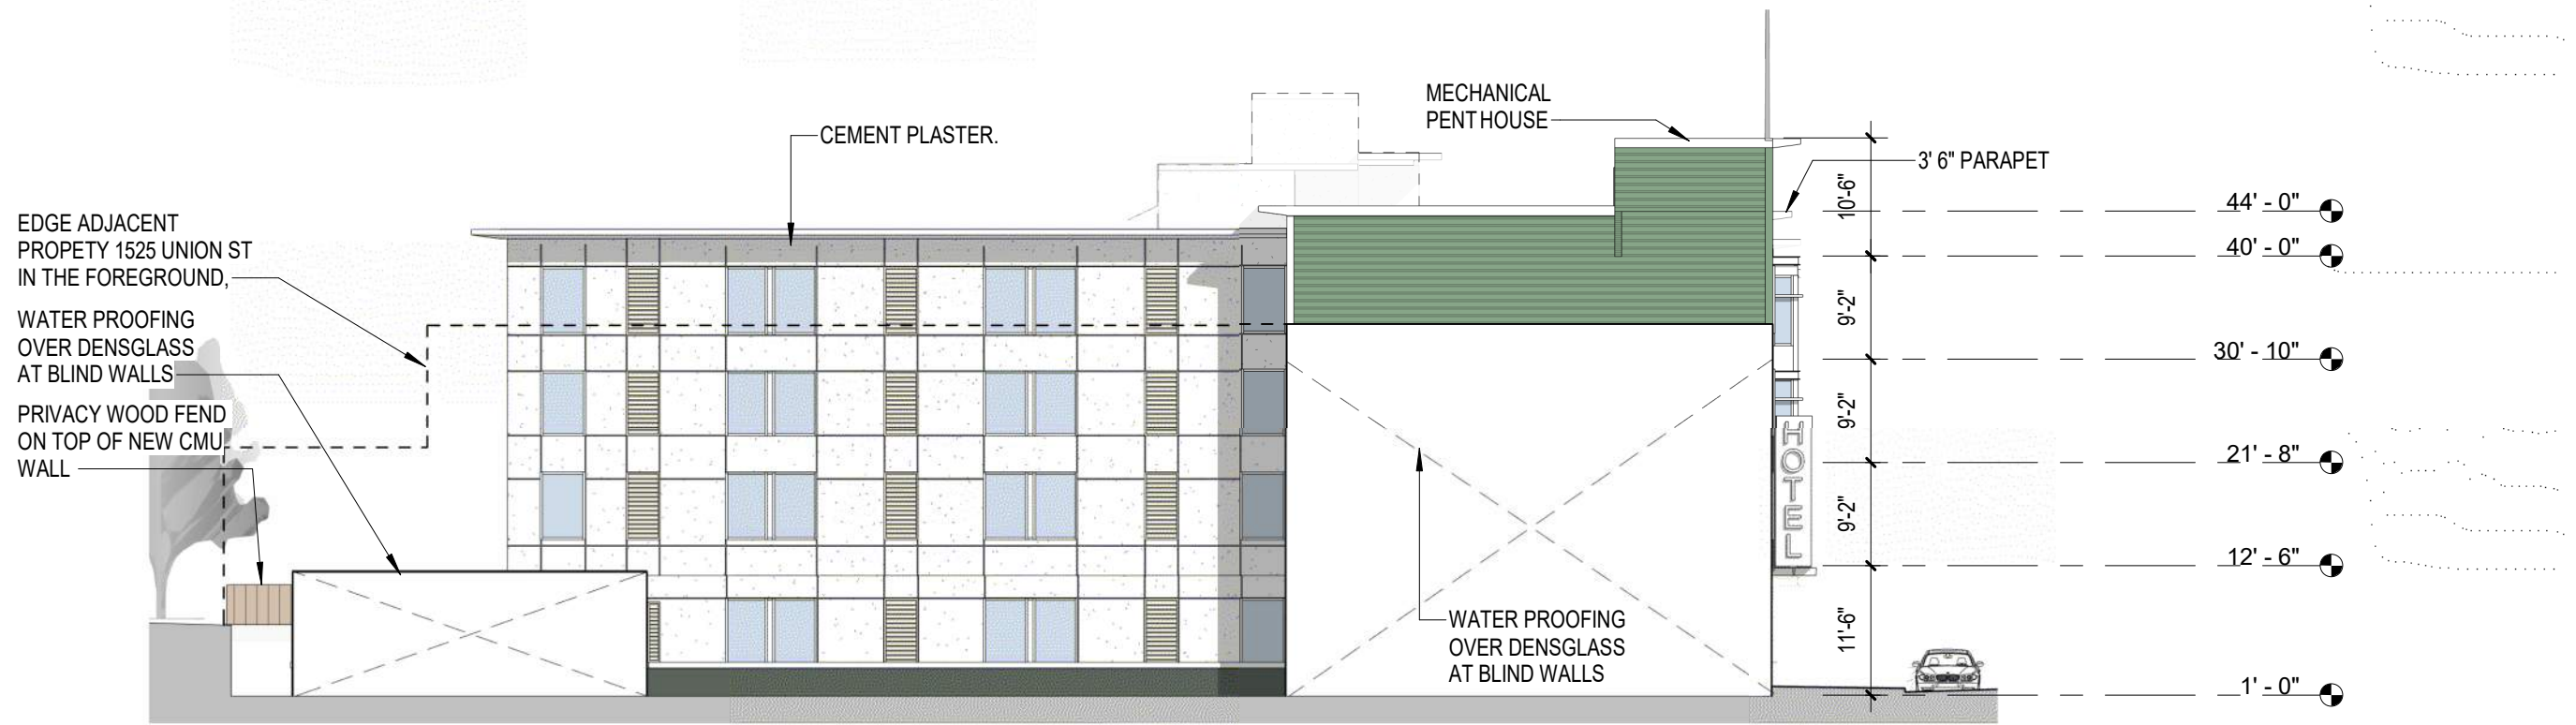 MECHANICAL
PENTHOUSE
CEMENT PLASTER.
3' 6" PARAPET
EDGE ADJACENT
PROPETY 1525 UNION ST
IN THE FOREGROUND,
WATER PROOFING
OVER DENSGLASS
AT BLIND WALLS
PRIVACY WOOD FEND
ON TOP OF NEW CMU
WALL
WATER PROOFING
OVER DENSGLASS
AT BLIND WALLS
HOTEL
10'-6"
9'-2"
9'-2"
9'-2"
11'-6"
44' - 0"
40' - 0"
30' - 10"
21' - 8"
12' - 6"
1' - 0"